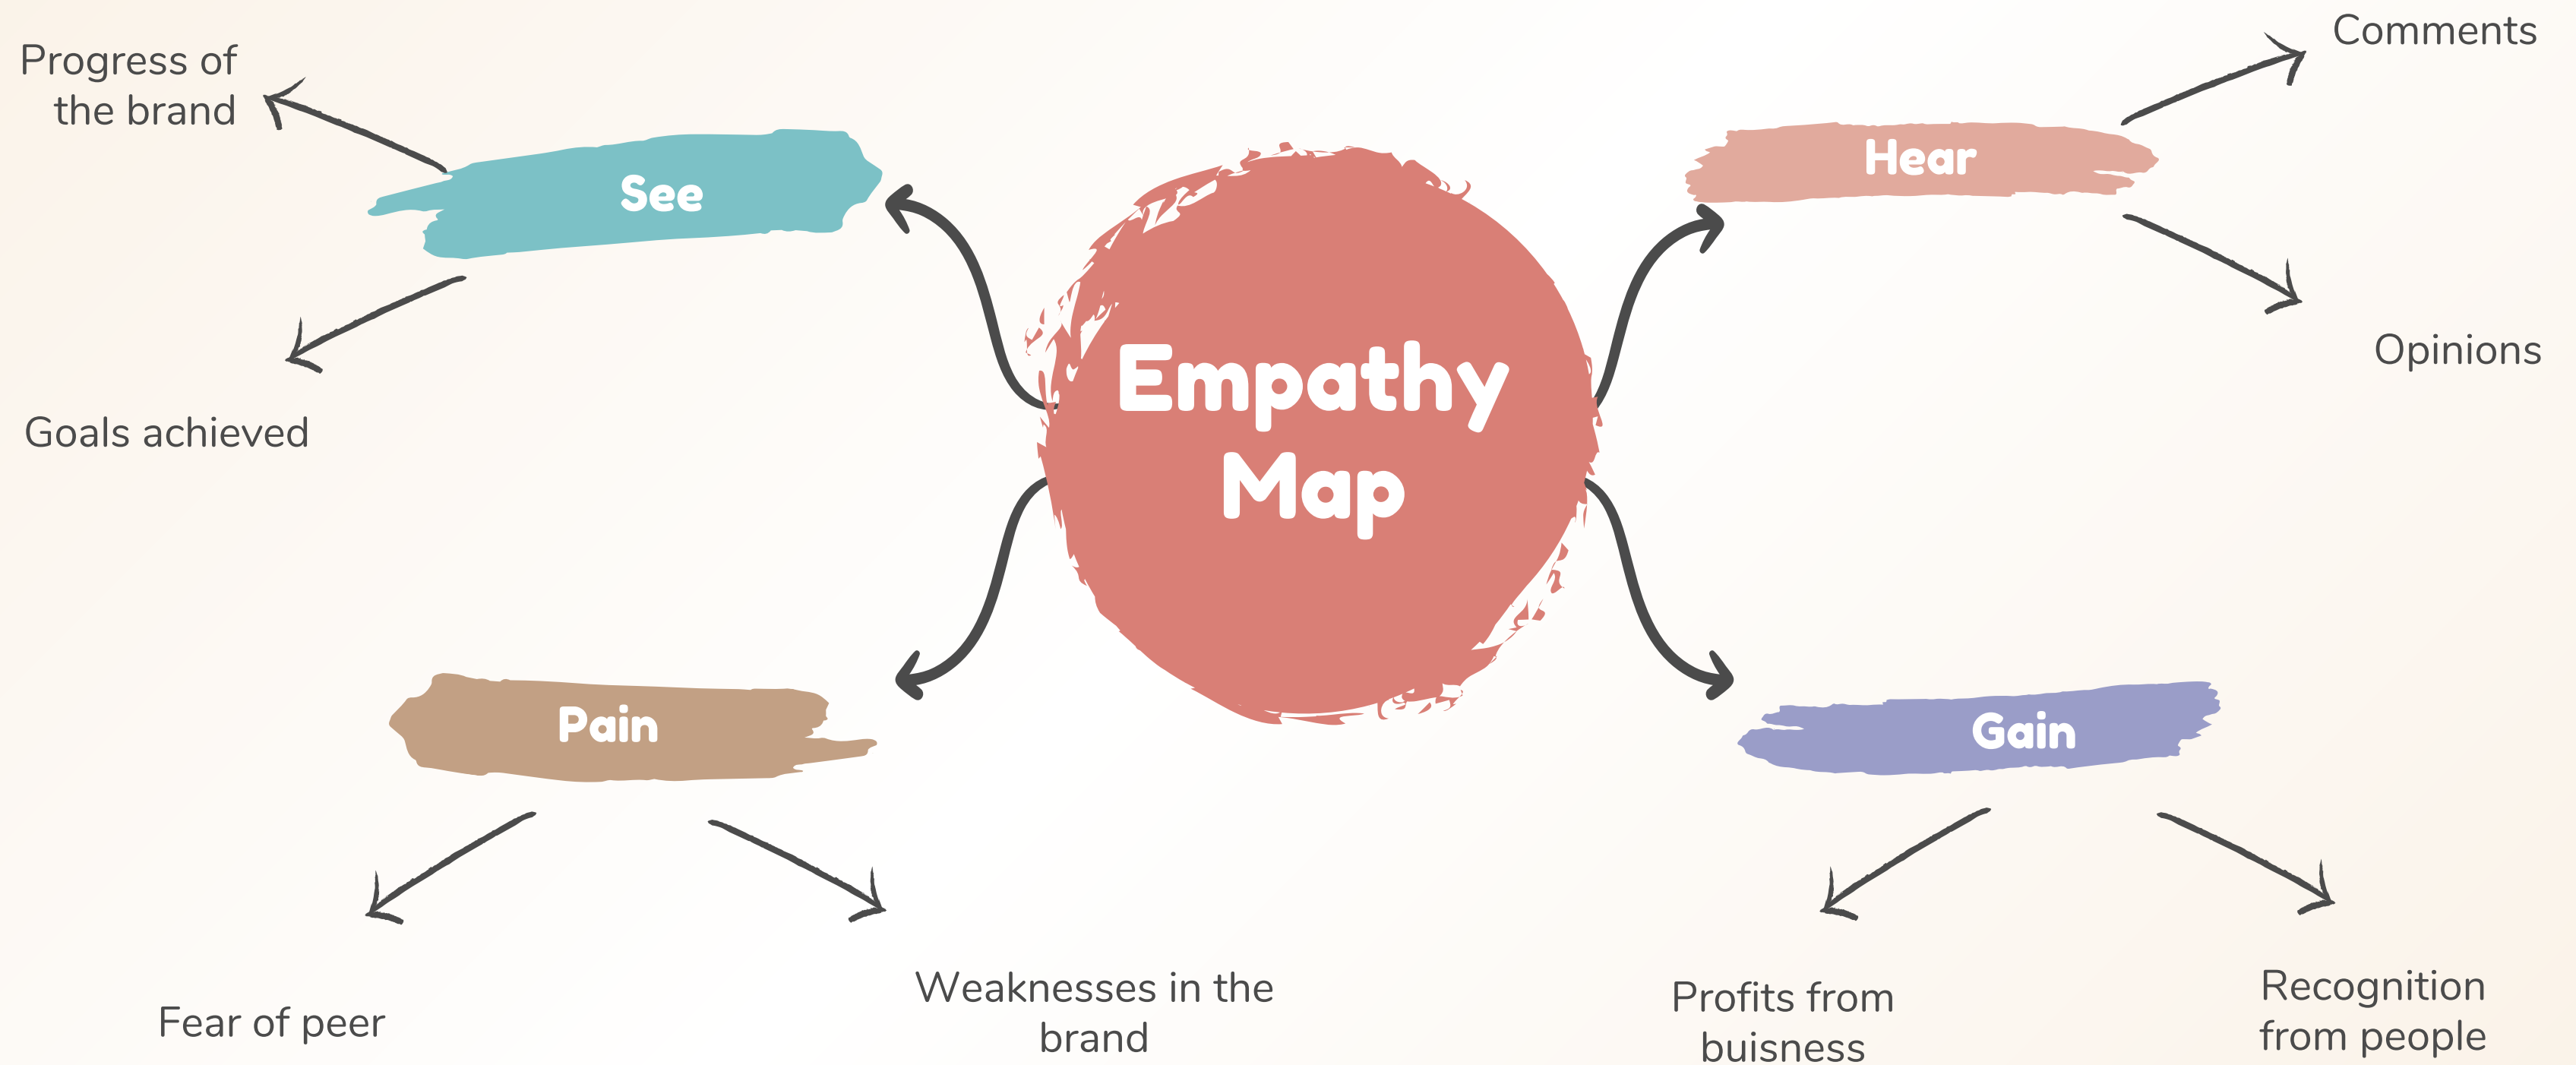 Progress of
the brand
See
Goals achieved
Comments
Hear
Opinions
Empathy
Map
Pain
Fear of peer
Weaknesses in the
brand
Gain
Profits from
buisness
Recognition
from people